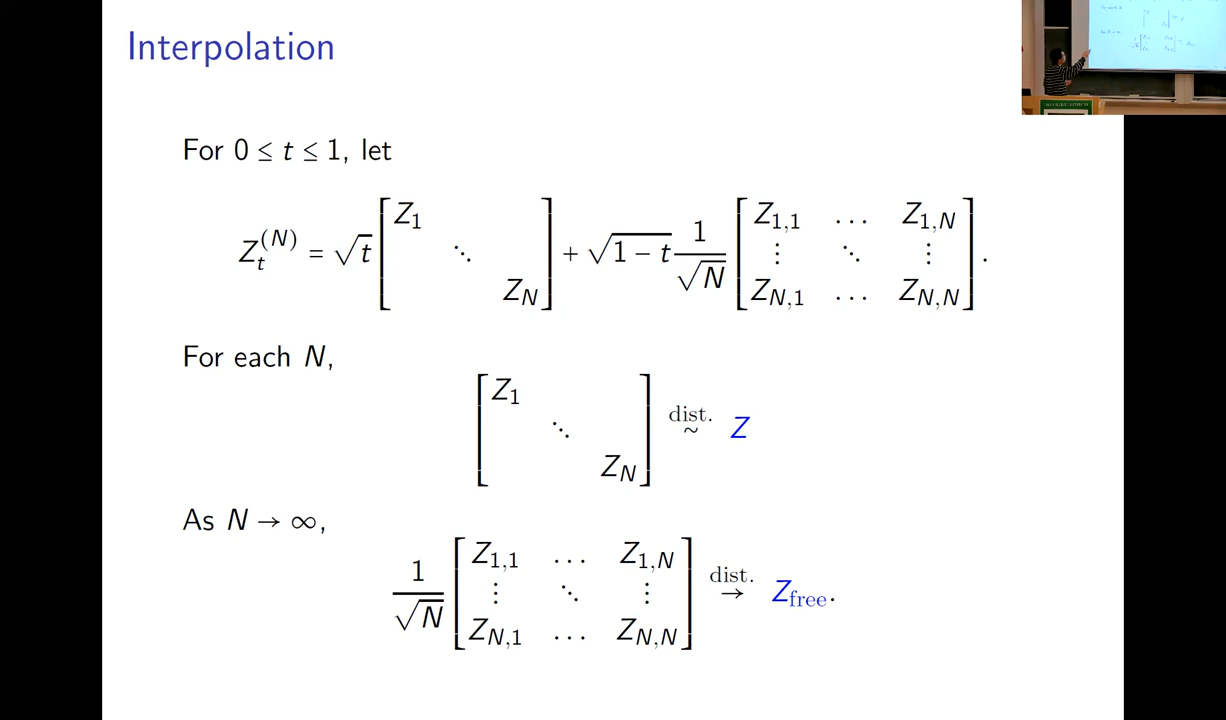 Interpolation
For 0 ≤ t ≤ 1, let
Z_t^{(N)} = √t [Z_1 ⋱ Z_N] + √(1 − t) 1/√N [Z_{1,1} … Z_{1,N} ⋮ ⋱ ⋮ Z_{N,1} … Z_{N,N}].
For each N,
[Z_1 ⋱ Z_N] dist. ~ Z
As N → ∞,
1/√N [Z_{1,1} … Z_{1,N} ⋮ ⋱ ⋮ Z_{N,1} … Z_{N,N}] dist. → Z_free.